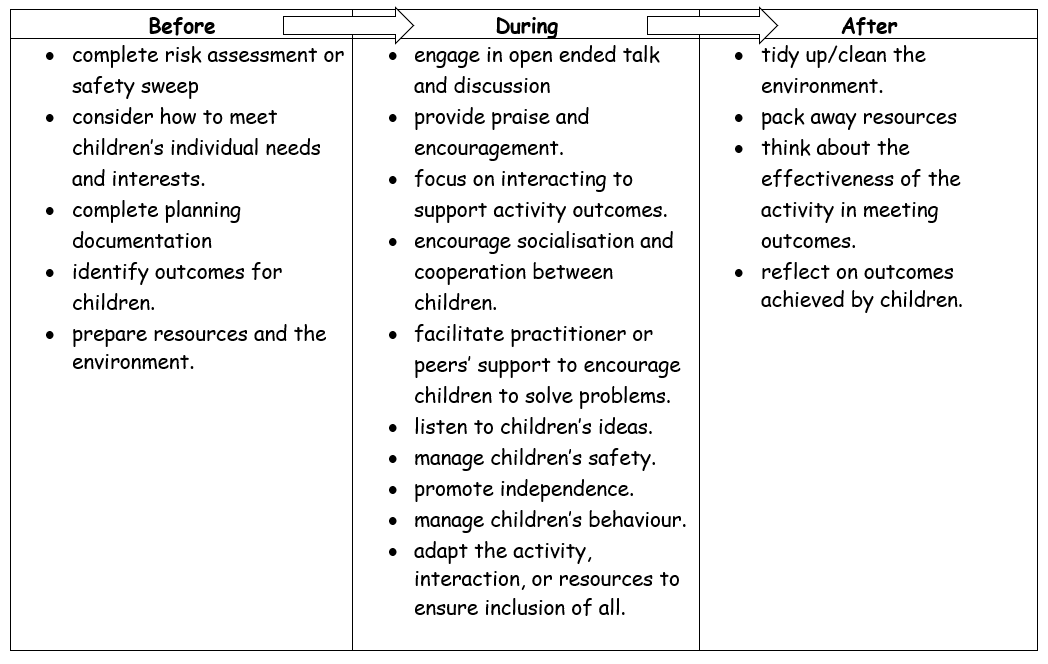 Before
complete risk assessment or
safety sweep
consider how to meet
children's individual needs
and interests.
complete planning
documentation
identify outcomes for
children.
prepare resources and the
environment.
During
engage in open ended talk
and discussion
provide praise and
encouragement.
focus on interacting to
support activity outcomes.
encourage socialisation and
cooperation between
children.
facilitate practitioner or
peers' support to encourage
children to solve problems.
listen to children's ideas.
manage children's safety.
promote independence.
manage children's behaviour.
adapt the activity,
interaction, or resources to
ensure inclusion of all.
After
tidy up/clean the
environment.
pack away resources
think about the
effectiveness of the
activity in meeting
outcomes.
reflect on outcomes
achieved by children.